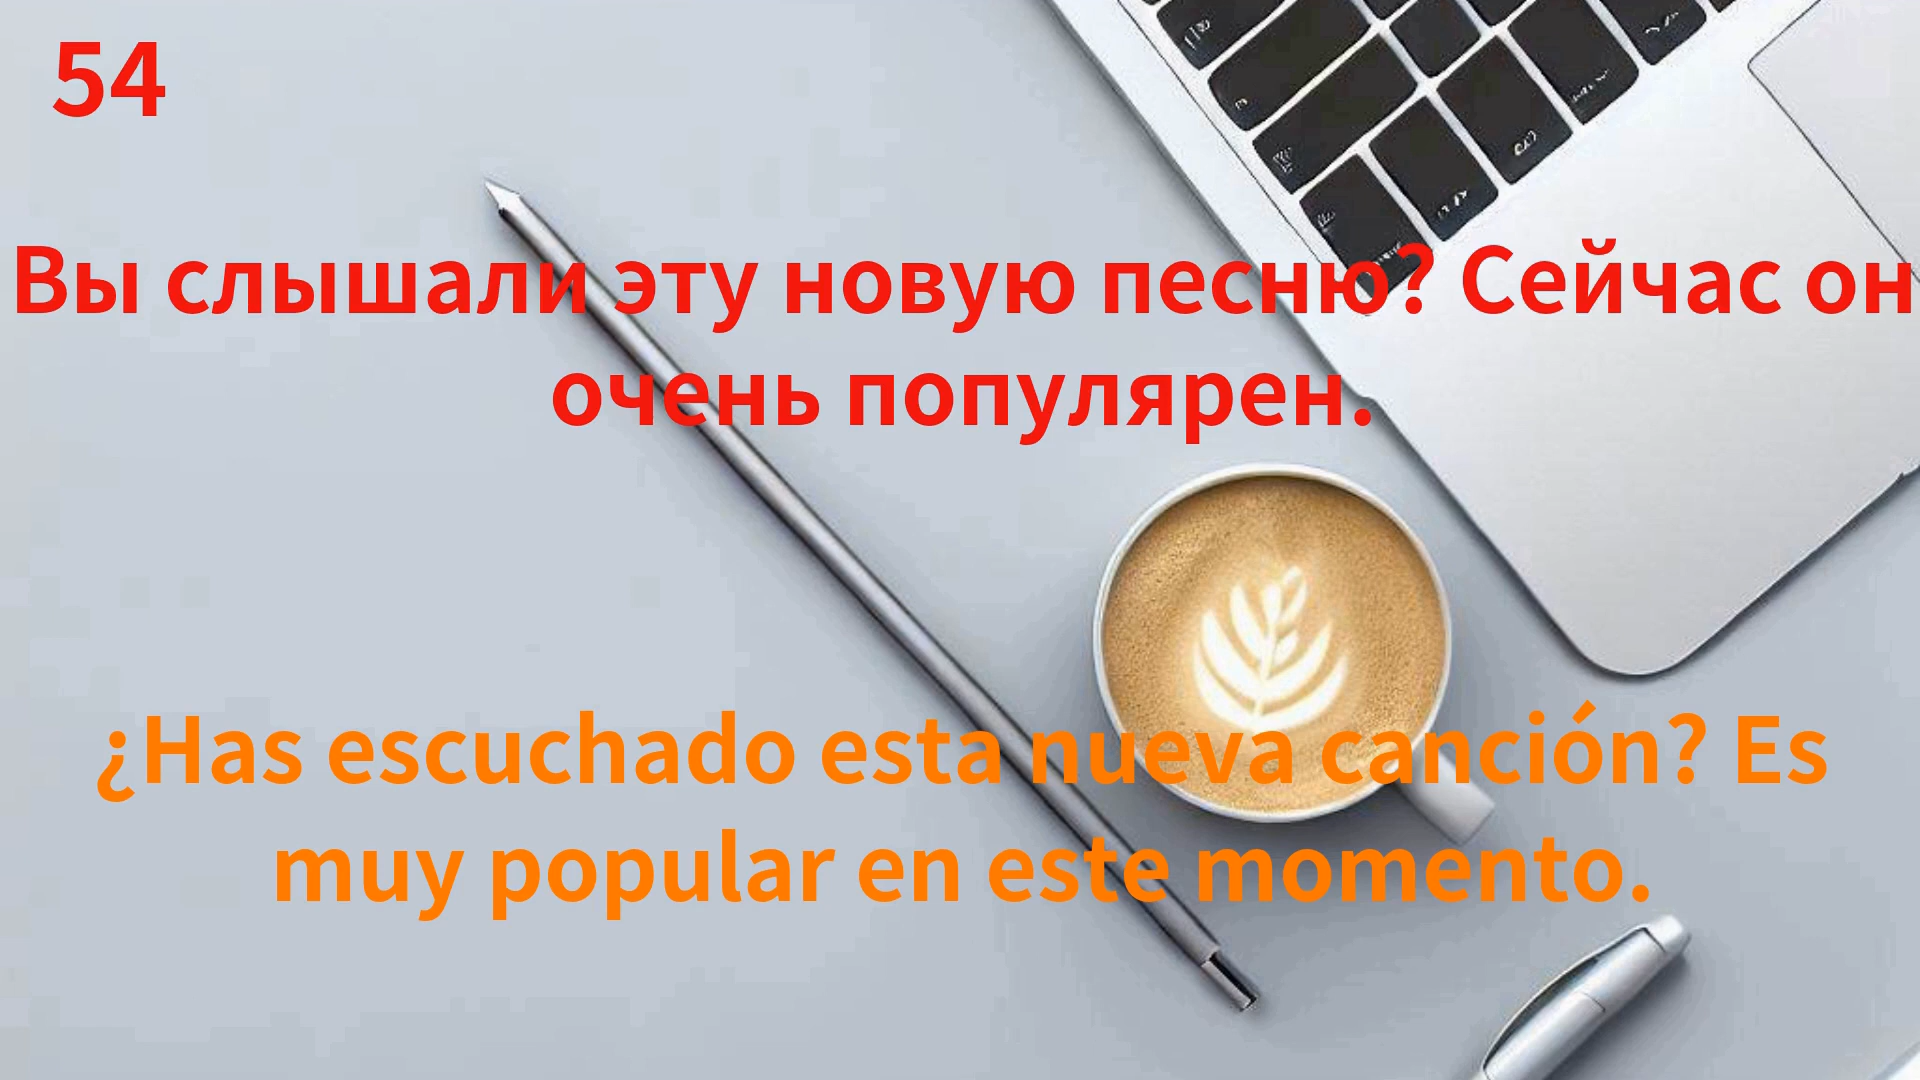 54
Вы слышали эту новую песню? Сейчас он
очень популярен.
¿Has escuchado esta nueva canción? Es
muy popular en este momento.